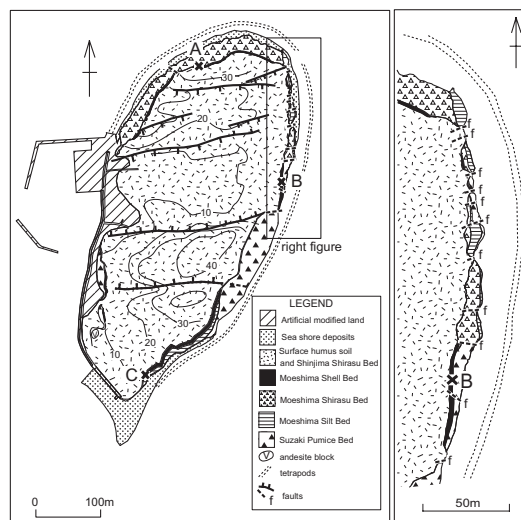 A
30
20
B
10
right figure
40
30
10
C
LEGEND
Artificial modified land
Sea shore deposits
Surface humus soil
and Shinjima Shirasu Bed
Moeshima Shell Bed
Moeshima Shirasu Bed
Moeshima Silt Bed
Suzaki Pumice Bed
andesite block
tetrapods
faults
f
0 100m
f
f
f
f
f
f
f
f
B
f
50m